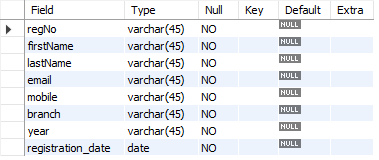 Field Type Null Key Default Extra
regNo varchar(45) NO NULL
firstName varchar(45) NO NULL
lastName varchar(45) NO NULL
email varchar(45) NO NULL
mobile varchar(45) NO NULL
branch varchar(45) NO NULL
year varchar(45) NO NULL
registration_date date NO NULL